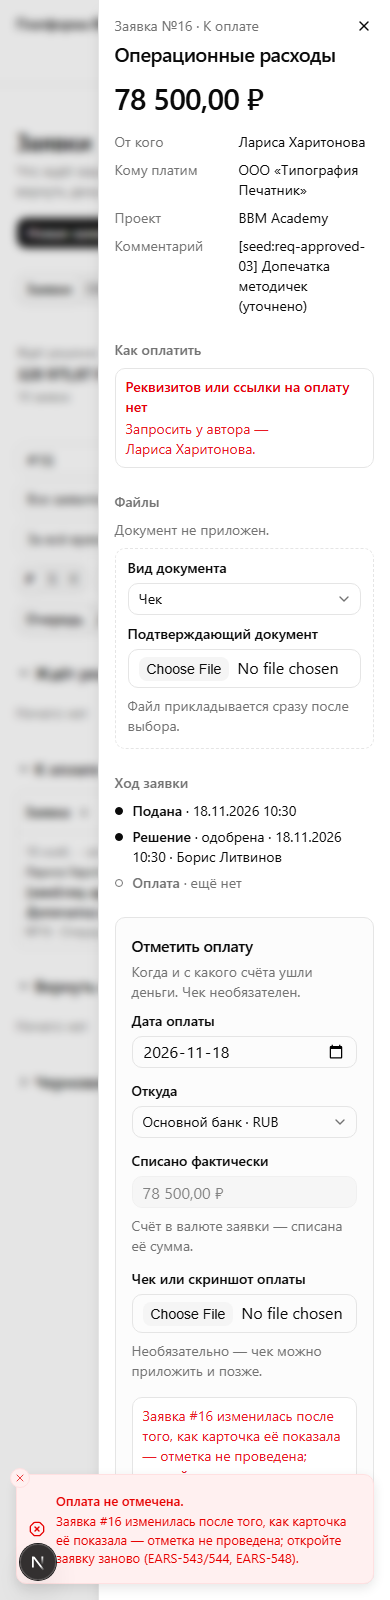 Заявка №16 · К оплате
Операционные расходы
78 500,00 ₽
От кого
Лариса Харитонова
Кому платим
ООО «Типография
Печатник»
Проект
BBM Academy
Комментарий
[seed:req-approved-
03] Допечатка
методичек
(уточнено)
Как оплатить
Реквизитов или ссылки на оплату
нет
Запросить у автора —
Лариса Харитонова.
Файлы
Документ не приложен.
Вид документа
Чек
Подтверждающий документ
Choose File No file chosen
Файл прикладывается сразу после
выбора.
Ход заявки
Подана · 18.11.2026 10:30
Решение · одобрена · 18.11.2026
10:30 · Борис Литвинов
Оплата · ещё нет
Отметить оплату
Когда и с какого счёта ушли
деньги. Чек необязателен.
Дата оплаты
2026-11-18
Откуда
Основной банк · RUB
Списано фактически
78 500,00 ₽
Счёт в валюте заявки — списана
её сумма.
Чек или скриншот оплаты
Choose File No file chosen
Необязательно — чек можно
приложить и позже.
Заявка #16 изменилась после
того, как карточка её показала
— отметка не проведена;
Оплата не отмечена.
Заявка #16 изменилась после того, как карточка
её показала — отметка не проведена; откройте
заявку заново (EARS-543/544, EARS-548).
N